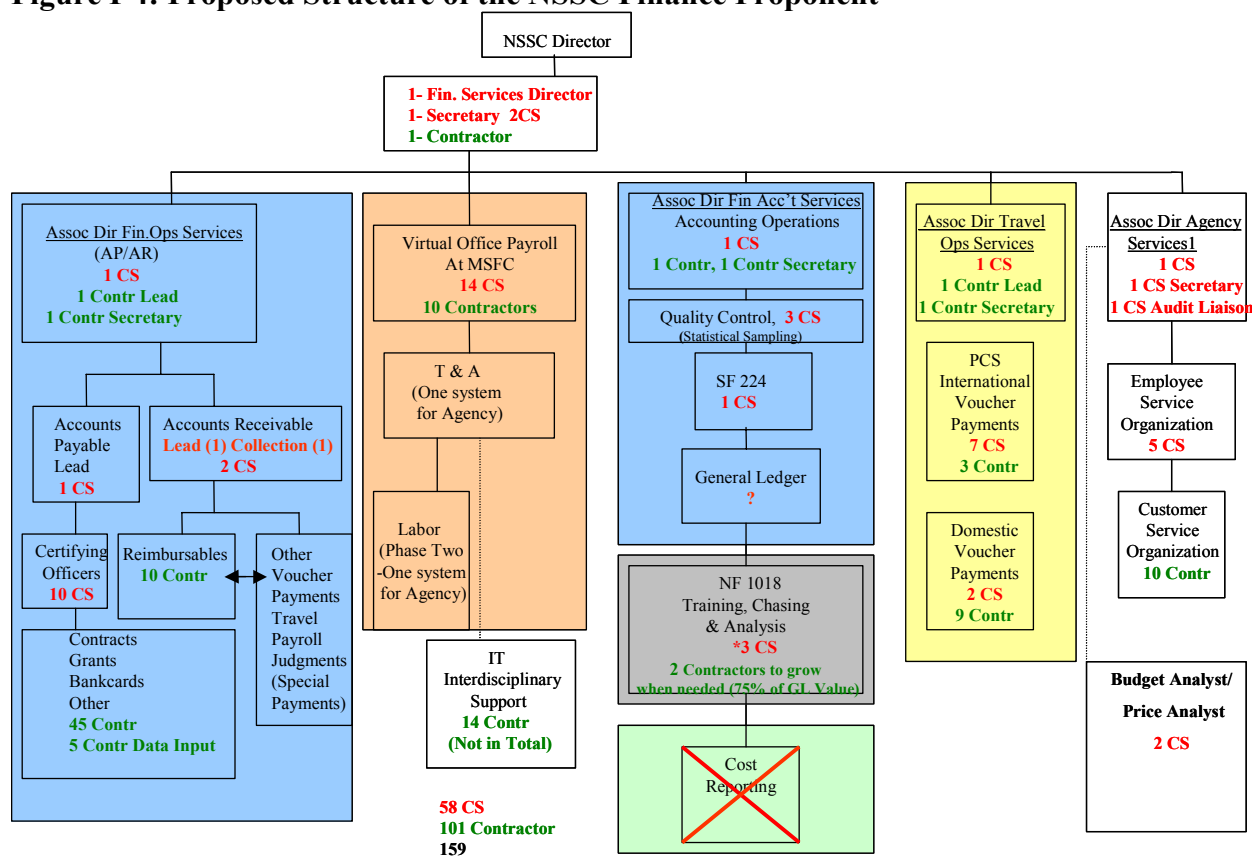 Figure I-4: Proposed Structure of the NSSC Finance Proponent
NSSC Director
1- Fin. Services Director
1- Secretary 2CS
1- Contractor
Assoc Dir Fin.Ops Services
(AP/AR)
1 CS
1 Contr Lead
1 Contr Secretary
Accounts
Payable
Lead
1 CS
Accounts Receivable
Lead (1) Collection (1)
2 CS
Certifying
Officers
10 CS
Reimbursables
10 Contr
Other
Voucher
Payments
Travel
Payroll
Judgments
(Special
Payments)
Contracts
Grants
Bankcards
Other
45 Contr
5 Contr Data Input
Virtual Office Payroll
At MSFC
14 CS
10 Contractors
T & A
(One system
for Agency)
Labor
(Phase Two
-One system
for Agency)
IT
Interdisciplinary
Support
14 Contr
(Not in Total)
58 CS
101 Contractor
159
Assoc Dir Fin Acc't Services
Accounting Operations
1 CS
1 Contr, 1 Contr Secretary
Quality Control, 3 CS
(Statistical Sampling)
SF 224
1 CS
General Ledger
?
NF 1018
Training, Chasing
& Analysis
*3 CS
2 Contractors to grow
when needed (75% of GL Value)
Cost
Reporting
Assoc Dir Travel
Ops Services
1 CS
1 Contr Lead
1 Contr Secretary
PCS
International
Voucher
Payments
7 CS
3 Contr
Domestic
Voucher
Payments
2 CS
9 Contr
Assoc Dir Agency
Services1
1 CS
1 CS Secretary
1 CS Audit Liaison
Employee
Service
Organization
5 CS
Customer
Service
Organization
10 Contr
Budget Analyst/
Price Analyst
2 CS